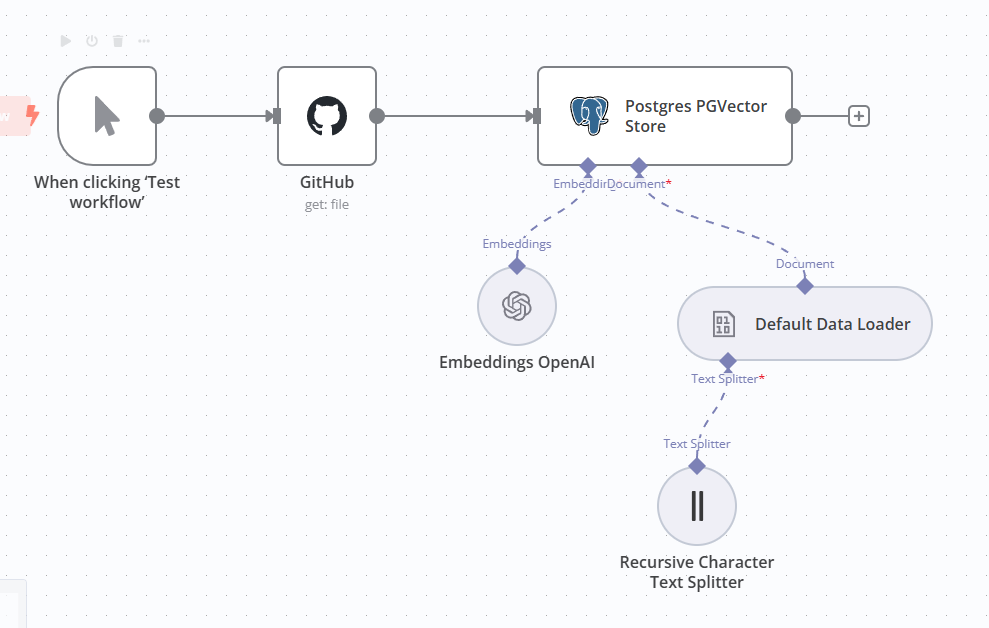 Postgres PGVector
Store
When clicking ‘Test
workflow’
GitHub
get: file
Document*
Embeddings
Document
Embeddings OpenAI
Default Data Loader
Text Splitter*
Text Splitter
Recursive Character
Text Splitter